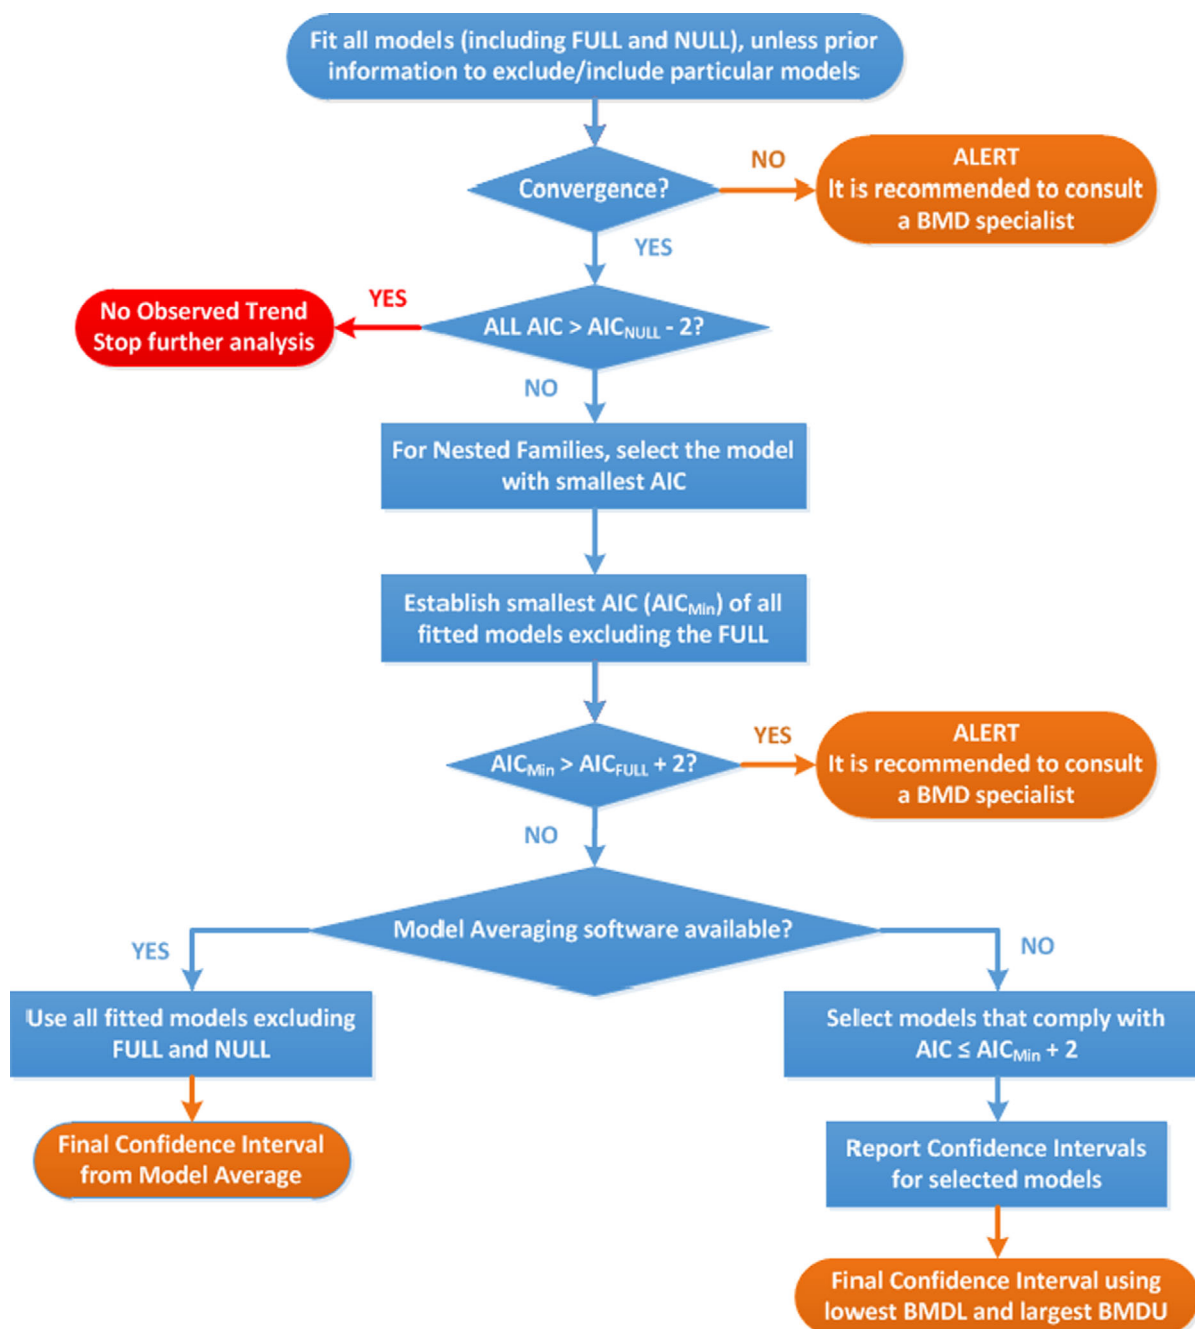 Fit all models (including FULL and NULL), unless prior
information to exclude/include particular models
Convergence?
NO
ALERT
It is recommended to consult
a BMD specialist
YES
ALL AIC > AIC_NULL - 2?
YES
No Observed Trend
Stop further analysis
NO
For Nested Families, select the model
with smallest AIC
Establish smallest AIC (AIC_Min) of all
fitted models excluding the FULL
AIC_Min > AIC_FULL + 2?
YES
ALERT
It is recommended to consult
a BMD specialist
NO
Model Averaging software available?
YES
NO
Use all fitted models excluding
FULL and NULL
Final Confidence Interval
from Model Average
Select models that comply with
AIC ≤ AIC_Min + 2
Report Confidence Intervals
for selected models
Final Confidence Interval using
lowest BMDL and largest BMDU